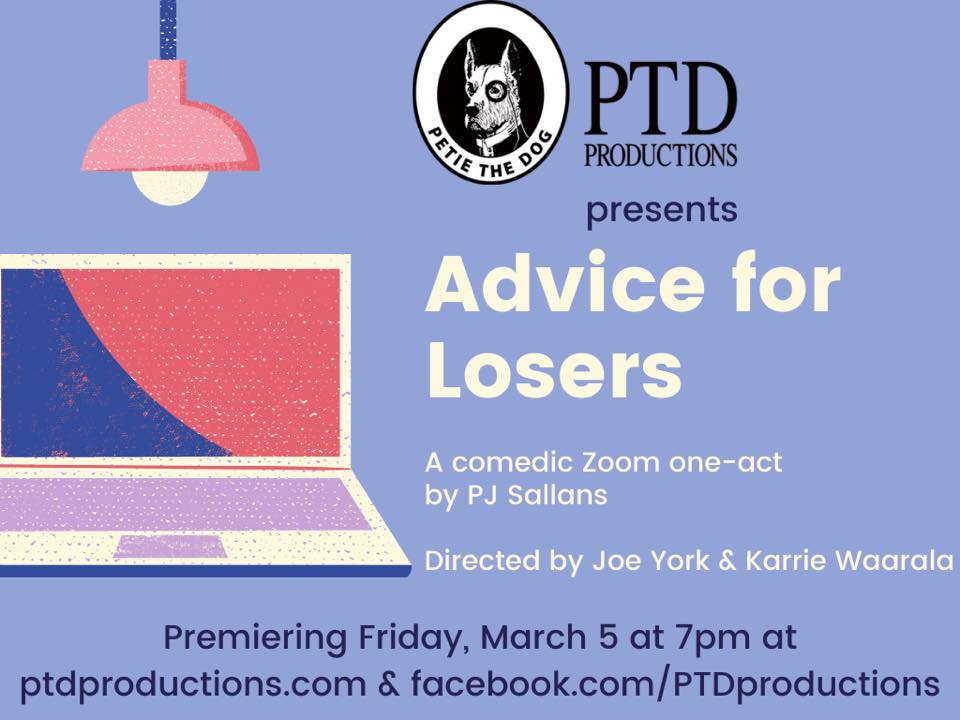 PETIE THE DOG
PTD
PRODUCTIONS
presents
Advice for
Losers
A comedic Zoom one-act
by PJ Sallans
Directed by Joe York & Karrie Waarala
Premiering Friday, March 5 at 7pm at
ptdproductions.com & facebook.com/PTDproductions